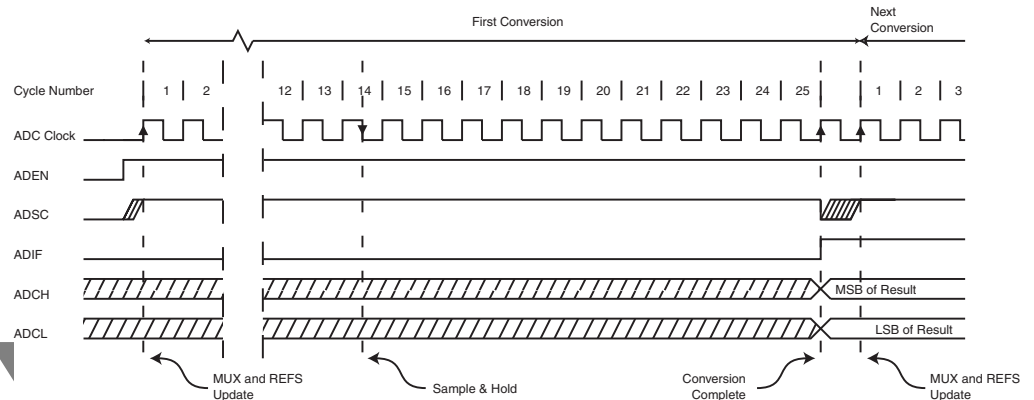 First Conversion
Next
Conversion
Cycle Number 1 2 12 13 14 15 16 17 18 19 20 21 22 23 24 25 1 2 3
ADC Clock
ADEN
ADSC
ADIF
ADCH
MSB of Result
ADCL
LSB of Result
MUX and REFS
Update
Sample & Hold
Conversion
Complete
MUX and REFS
Update